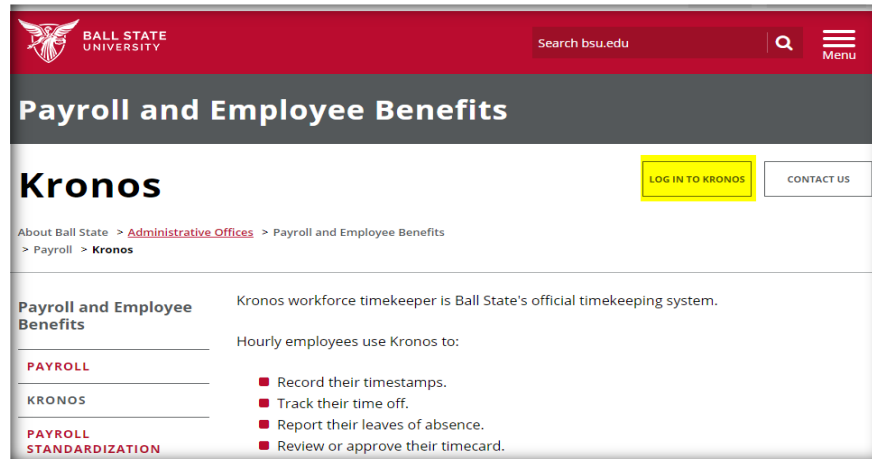 BALL STATE
UNIVERSITY
Search bsu.edu
Menu
Payroll and Employee Benefits
Kronos
LOG IN TO KRONOS
CONTACT US
About Ball State > Administrative Offices > Payroll and Employee Benefits
> Payroll > Kronos
Payroll and Employee
Benefits
PAYROLL
KRONOS
PAYROLL
STANDARDIZATION
Kronos workforce timekeeper is Ball State's official timekeeping system.
Hourly employees use Kronos to:
Record their timestamps.
Track their time off.
Report their leaves of absence.
Review or approve their timecard.